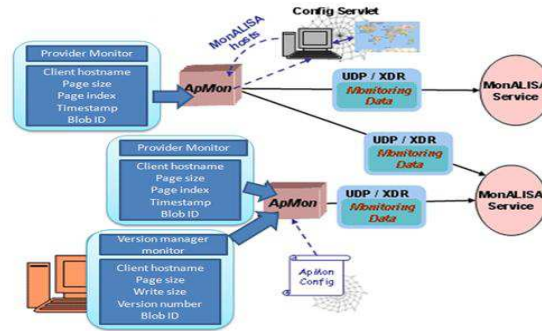 Config Servlet
MonALISA
hosts
Provider Monitor
Client hostname
Page size
Page index
Timestamp
Blob ID
ApMon
UDP / XDR
Monitoring
Data
MonALISA
Service
Provider Monitor
Client hostname
Page size
Page index
Timestamp
Blob ID
UDP / XDR
Monitoring
Data
ApMon
UDP / XDR
Monitoring
Data
MonALISA
Service
Version manager
monitor
Client hostname
Page size
Write size
Version number
Blob ID
ApMon
Config